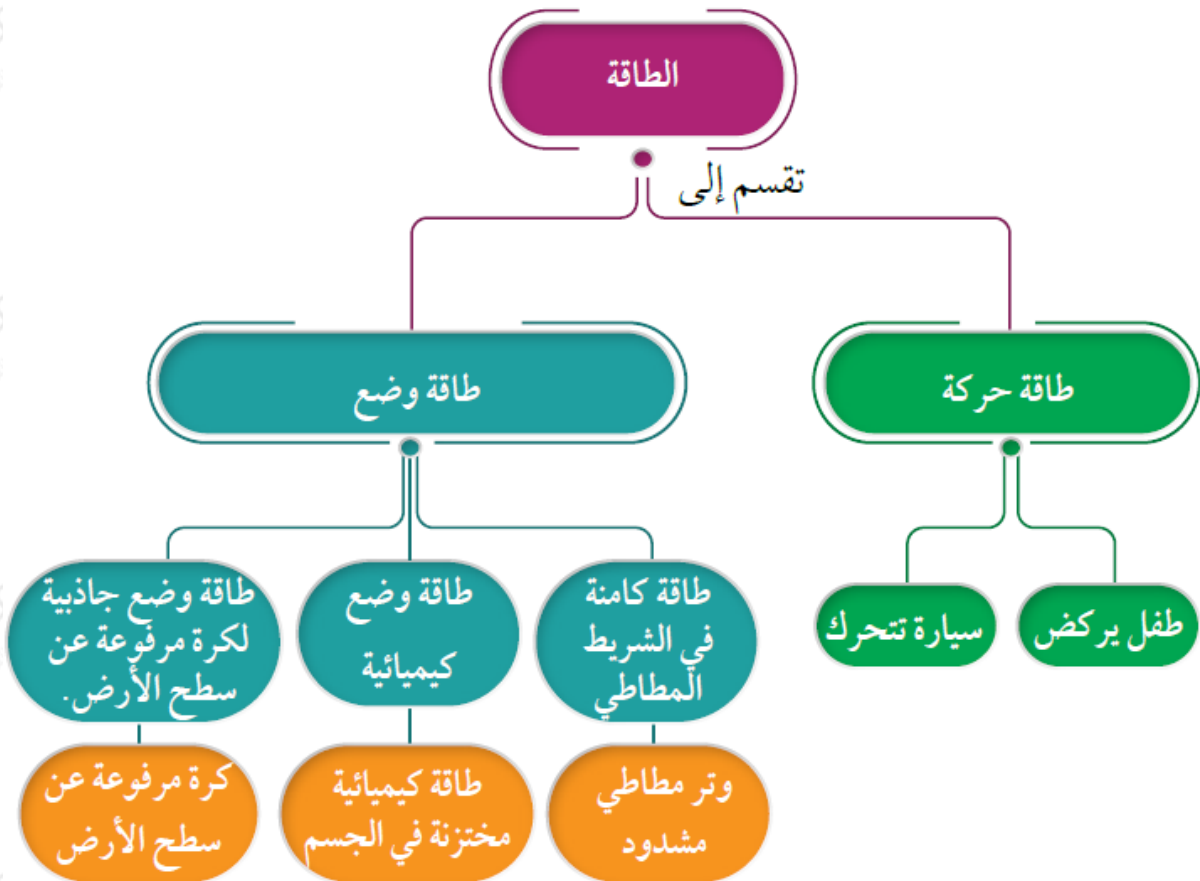 الطاقة
تقسم إلى
طاقة حركة
طاقة وضع
طفل يركض
سيارة تتحرك
طاقة كامنة
في الشريط
المطاطي
طاقة وضع
كيميائية
طاقة وضع جاذبية
لكرة مرفوعة عن
سطح الأرض.
وتر مطاطي
مشدود
طاقة كيميائية
مختزنة في الجسم
كرة مرفوعة عن
سطح الأرض